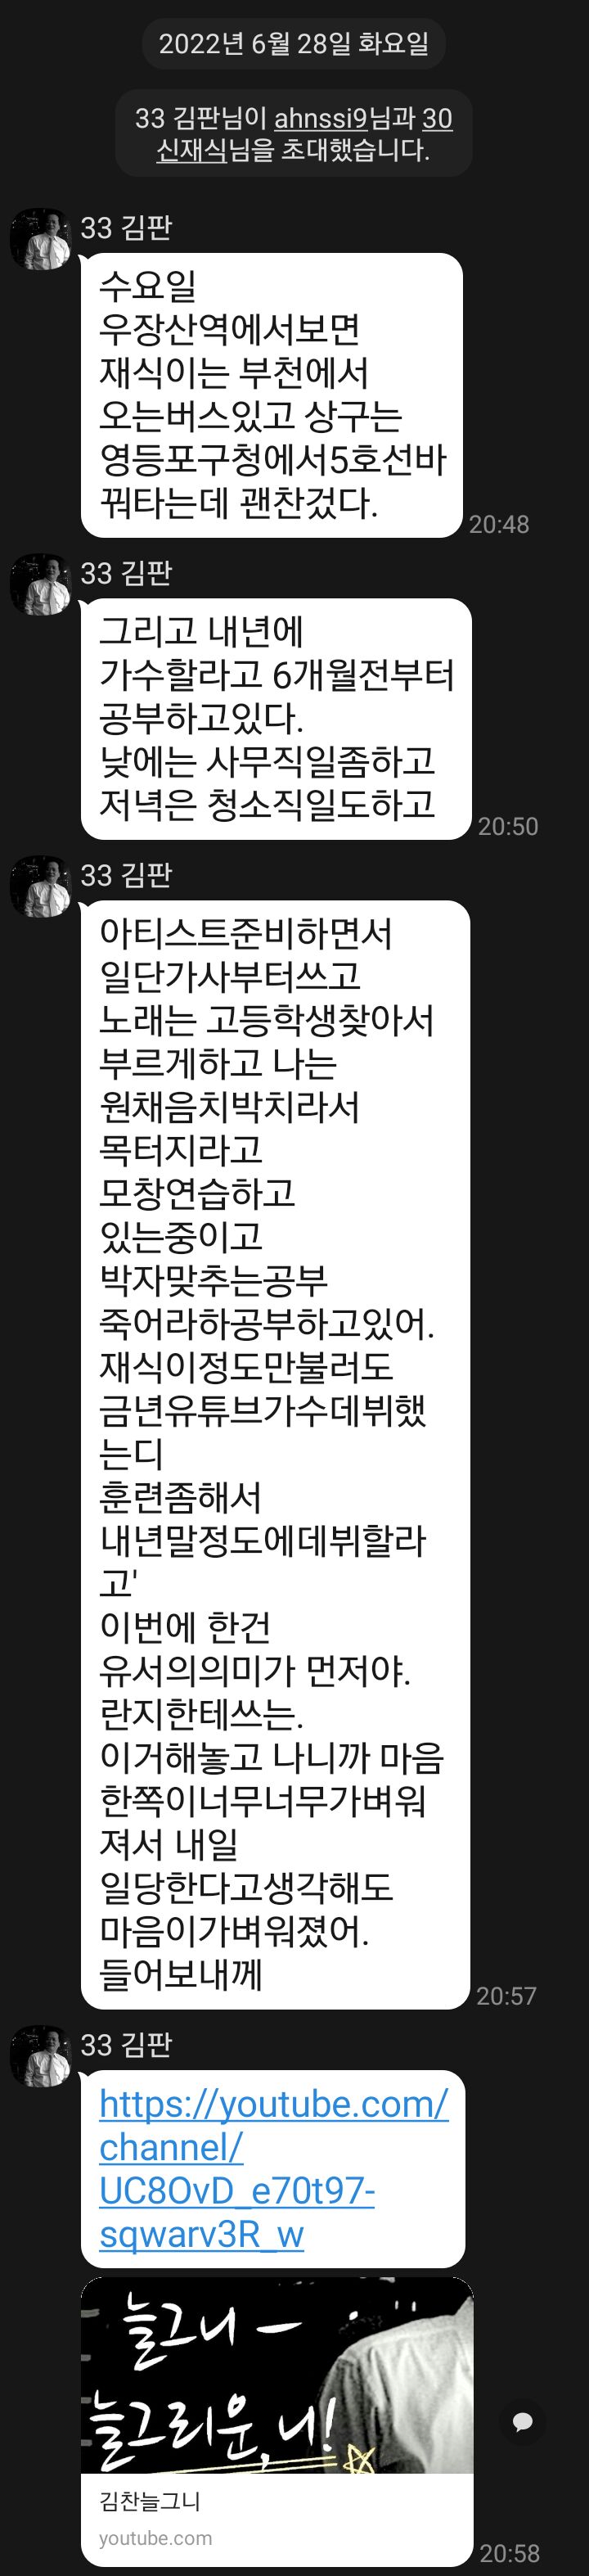 2022년 6월 28일 화요일
33 김판님이 ahnssi9님과 30
신재식님을 초대했습니다.
33 김판
수요일
우장산역에서보면
재식이는 부천에서
오는버스있고 상구는
영등포구청에서5호선바
꿔타는데 괜찬겄다.
20:48
33 김판
그리고 내년에
가수할라고 6개월전부터
공부하고있다.
낮에는 사무직일좀하고
저녁은 청소직일도하고
20:50
33 김판
아티스트준비하면서
일단가사부터쓰고
노래는 고등학생찾아서
부르게하고 나는
원채음치박치라서
목터지라고
모창연습하고
있는중이고
박자맞추는공부
죽어라하공부하고있어.
재식이정도만불러도
금년유튜브가수데뷔했
는디
훈련좀해서
내년말정도에데뷔할라
고'
이번에 한건
유서의의미가 먼저야.
란지한테쓰는.
이거해놓고 나니까 마음
한쪽이너무너무가벼워
져서 내일
일당한다고생각해도
마음이가벼워졌어.
들어보내께
20:57
33 김판
https://youtube.com/
channel/
UC8OvD_e70t97-
sqwarv3R_w
늘그니 –
늘그리운, 니!
김찬늘그니
youtube.com
20:58